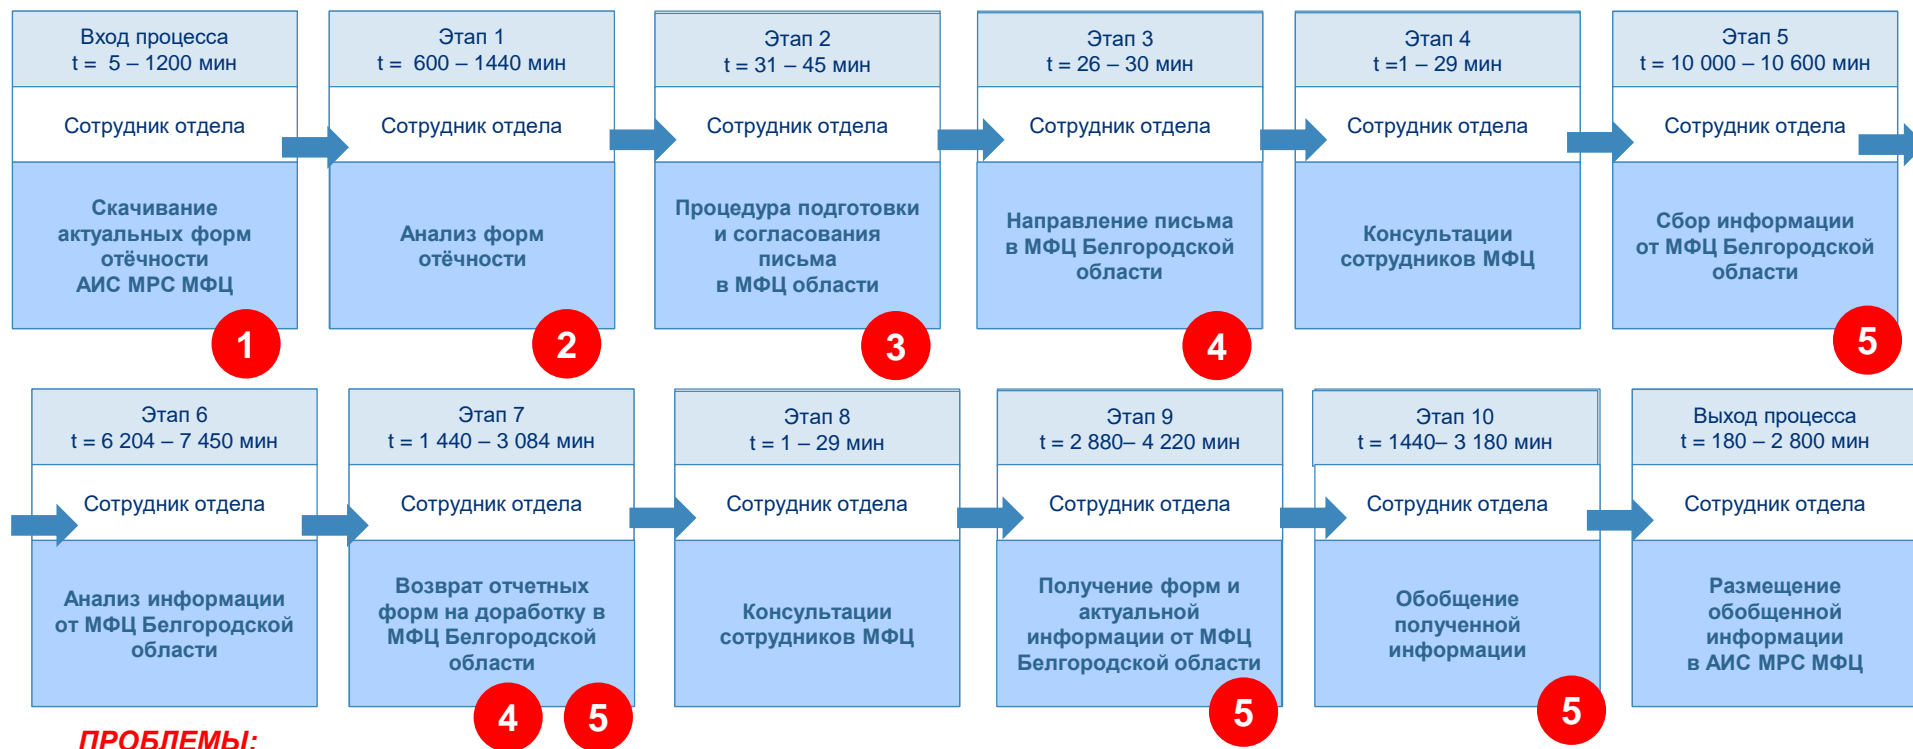 Вход процесса
t =  5 – 1200 мин
Сотрудник отдела
Скачивание
актуальных форм
отёчности
АИС МРС МФЦ
1
Этап 1
t =  600 – 1440 мин
Сотрудник отдела
Анализ форм
отёчности
2
Этап 2
t = 31 – 45 мин
Сотрудник отдела
Процедура подготовки
и согласования
письма
в МФЦ области
3
Этап 3
t = 26 – 30 мин
Сотрудник отдела
Направление письма
в МФЦ Белгородской
области
4
Этап 4
t =1 – 29 мин
Сотрудник отдела
Консультации
сотрудников МФЦ
Этап 5
t = 10 000 – 10 600 мин
Сотрудник отдела
Сбор информации
от МФЦ Белгородской
области
5
Этап 6
t = 6 204 – 7 450 мин
Сотрудник отдела
Анализ информации
от МФЦ Белгородской
области
Этап 7
t = 1 440 – 3 084 мин
Сотрудник отдела
Возврат отчетных
форм на доработку в
МФЦ Белгородской
области
4
5
Этап 8
t = 1 – 29 мин
Сотрудник отдела
Консультации
сотрудников МФЦ
Этап 9
t = 2 880– 4 220 мин
Сотрудник отдела
Получение форм и
актуальной
информации от МФЦ
Белгородской области
5
Этап 10
t = 1440– 3 180 мин
Сотрудник отдела
Обобщение
полученной
информации
5
Выход процесса
t = 180 – 2 800 мин
Сотрудник отдела
Размещение
обобщенной
информации
в АИС МРС МФЦ
ПРОБЛЕМЫ: